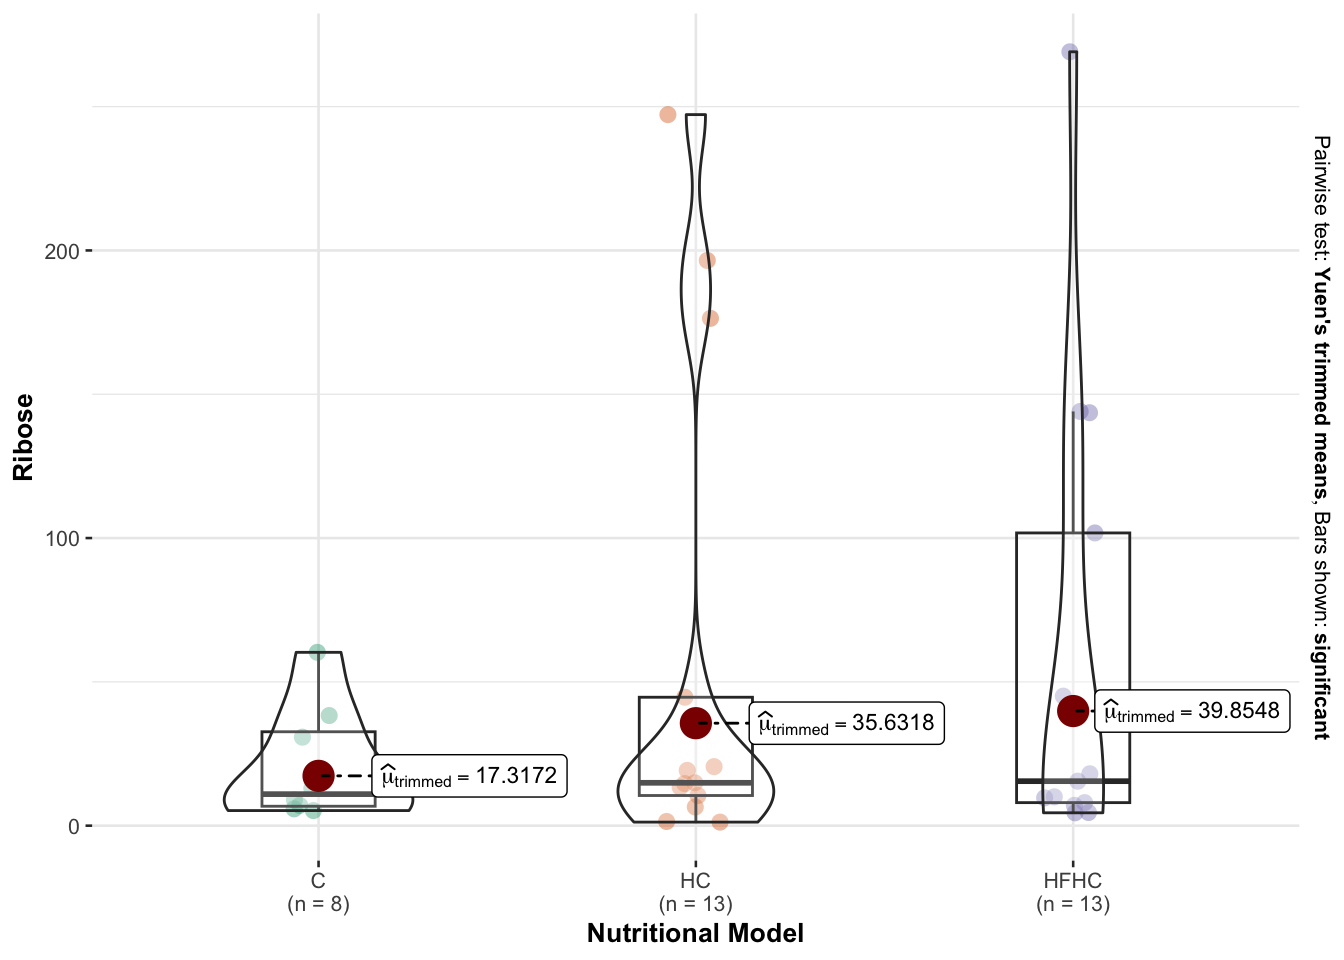 Ribose
200
100
0
μ̂trimmed = 17.3172
μ̂trimmed = 35.6318
μ̂trimmed = 39.8548
C
(n = 8)
HC
(n = 13)
HFHC
(n = 13)
Nutritional Model
Pairwise test: Yuen's trimmed means, Bars shown: significant